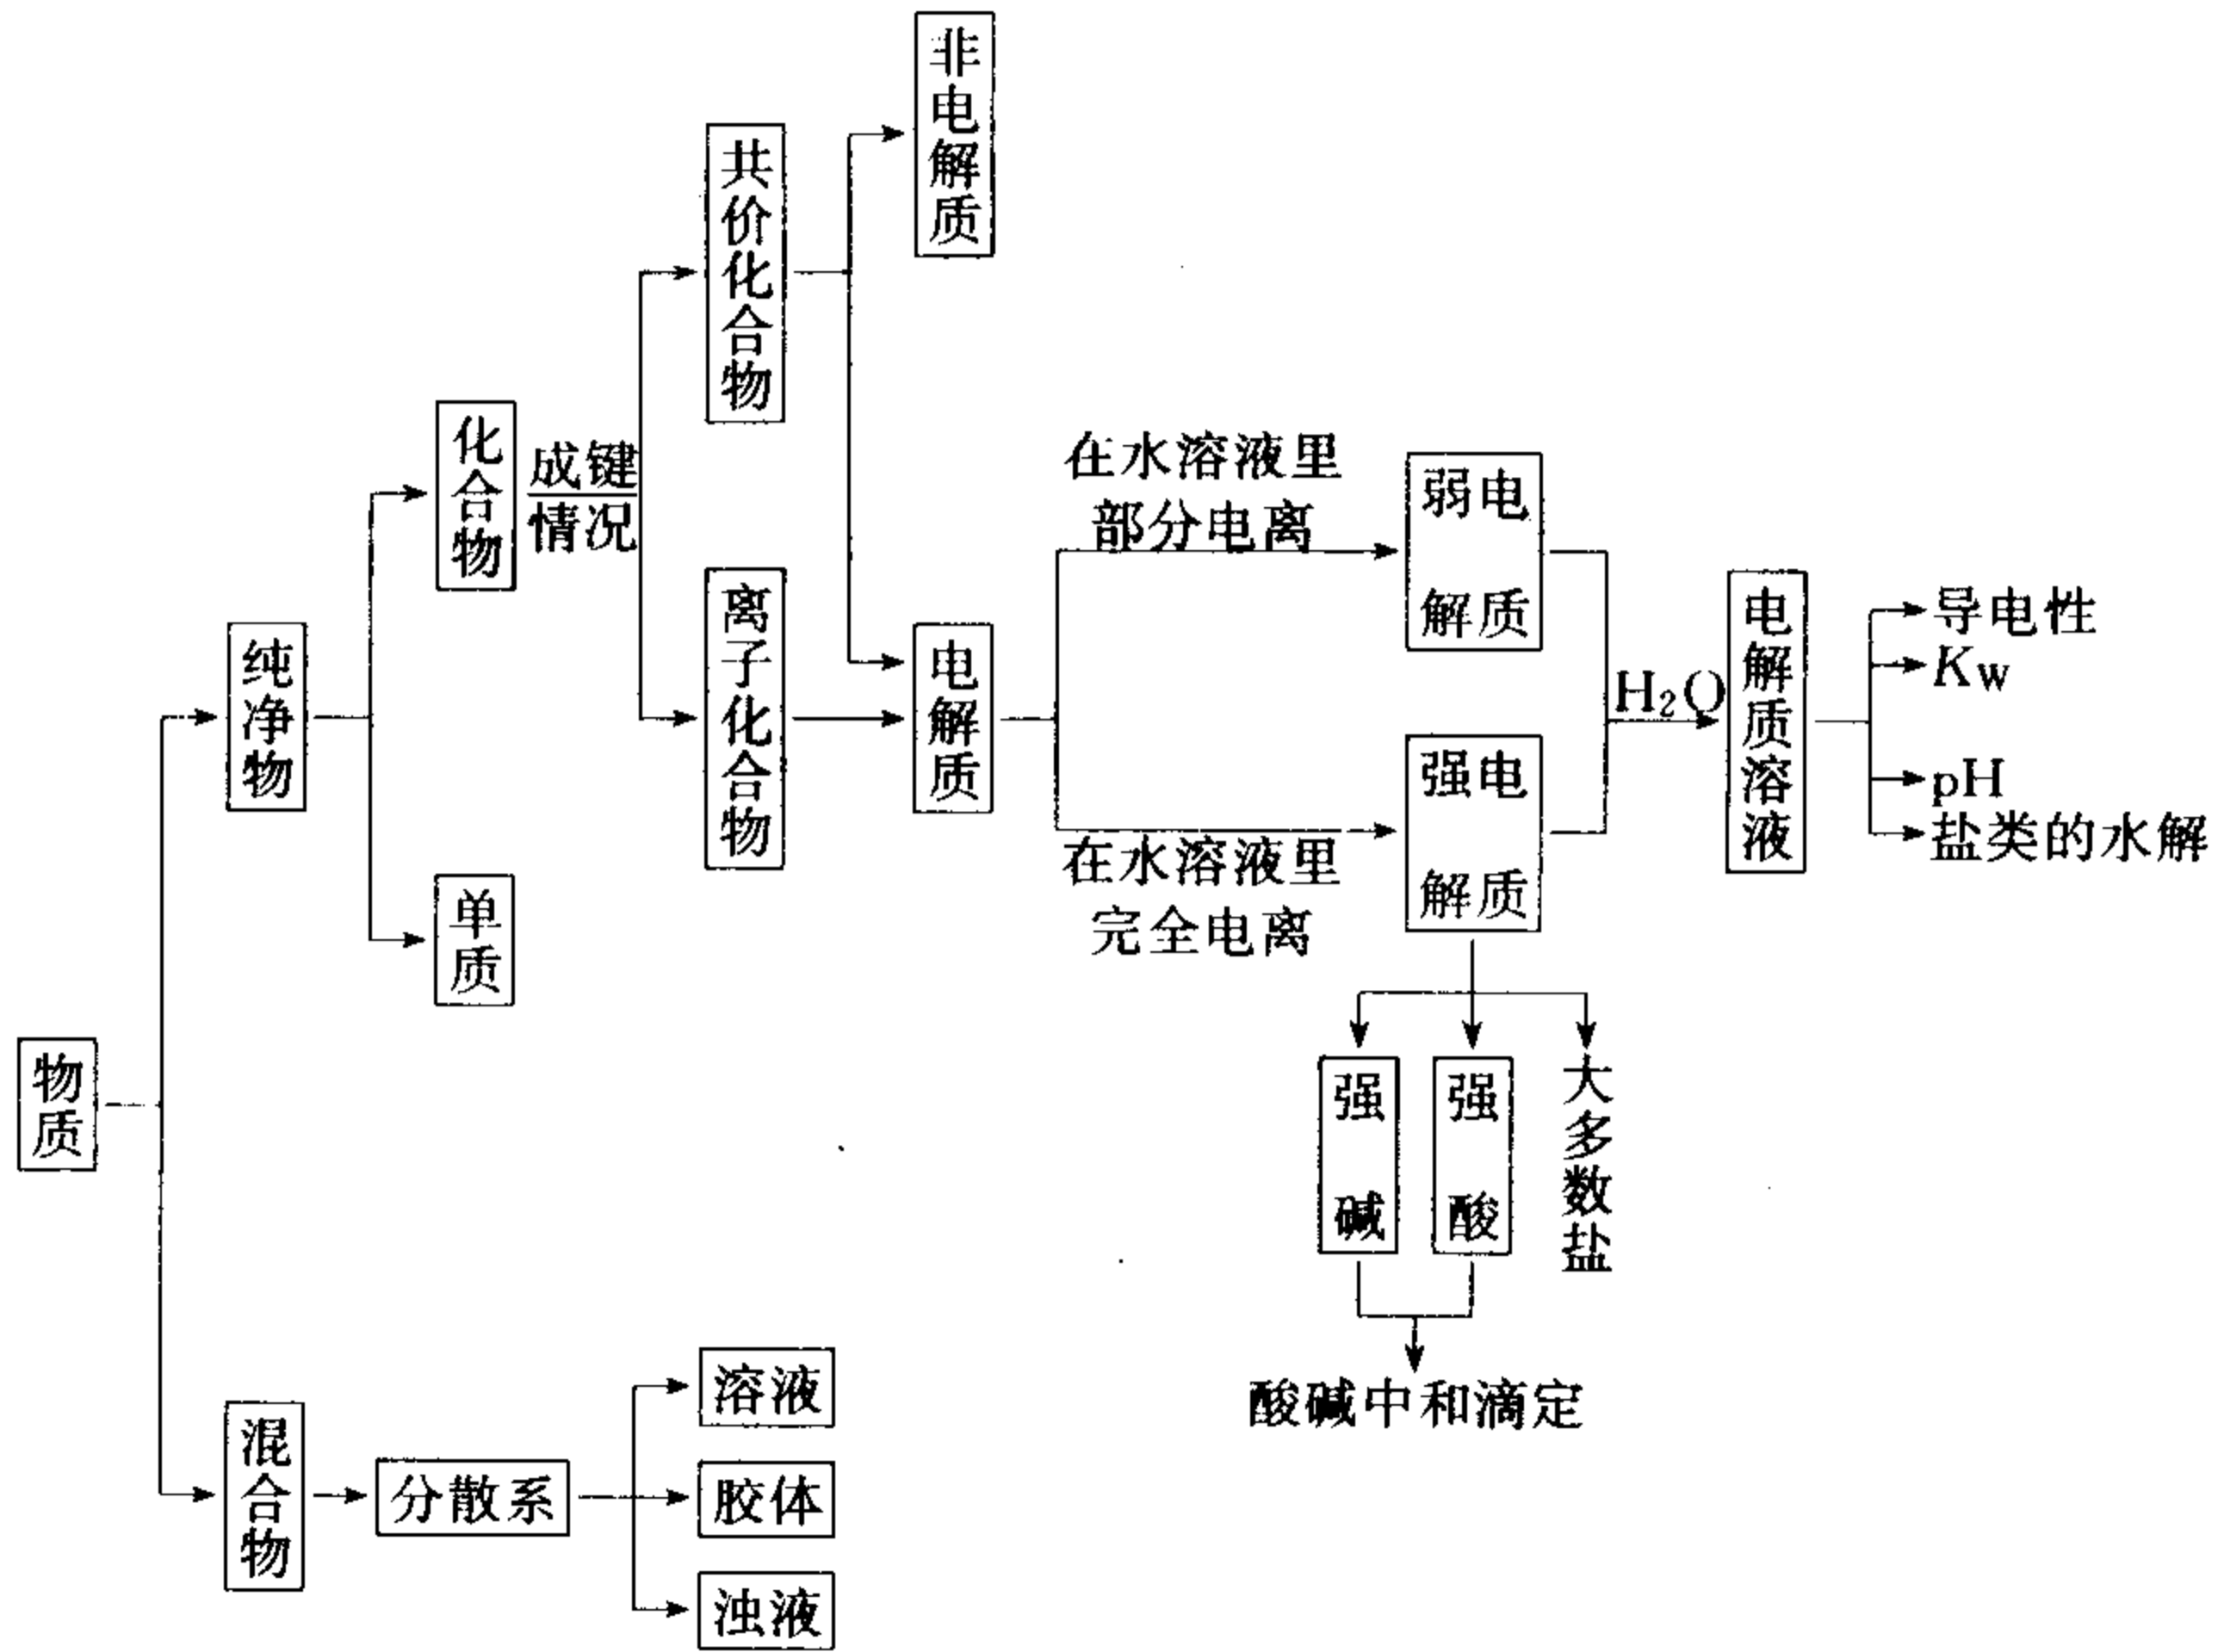 非电解质
共价化合物
化合物
成键
情况
在水溶液里
部分电离
弱电
解质
离子化合物
电解质
纯净物
H₂O
电解质溶液
导电性
Kw
pH
盐类的水解
强电
解质
在水溶液里
完全电离
单质
物质
强碱
强酸
大多数盐
酸碱中和滴定
混合物
分散系
溶液
胶体
浊液